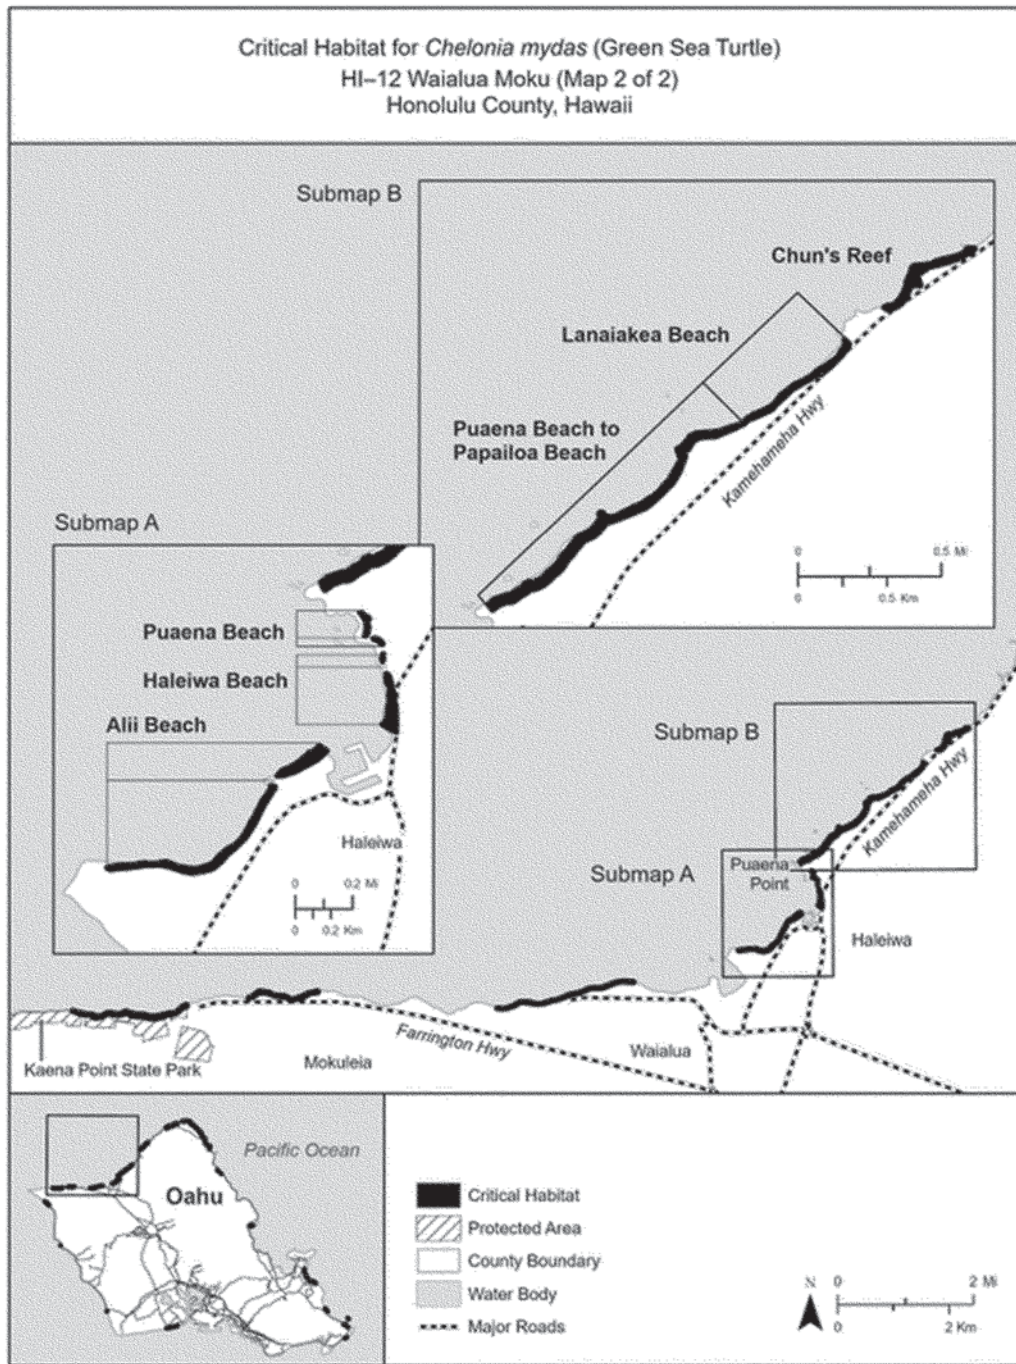 Critical Habitat for Chelonia mydas (Green Sea Turtle)
HI–12 Waialua Moku (Map 2 of 2)
Honolulu County, Hawaii
Submap B
Chun's Reef
Lanaiakea Beach
Puaena Beach to
Papailoa Beach
Kamehameha Hwy
0 0.5 Mi
0 0.5 Km
Submap A
Puaena Beach
Haleiwa Beach
Alii Beach
Haleiwa
0 0.2 Mi
0 0.2 Km
Submap B
Kamehameha Hwy
Submap A
Puaena
Point
Haleiwa
Kaena Point State Park
Mokuleia
Farrington Hwy
Waialua
Pacific Ocean
Oahu
Critical Habitat
Protected Area
County Boundary
Water Body
Major Roads
N
0 2 Mi
0 2 Km